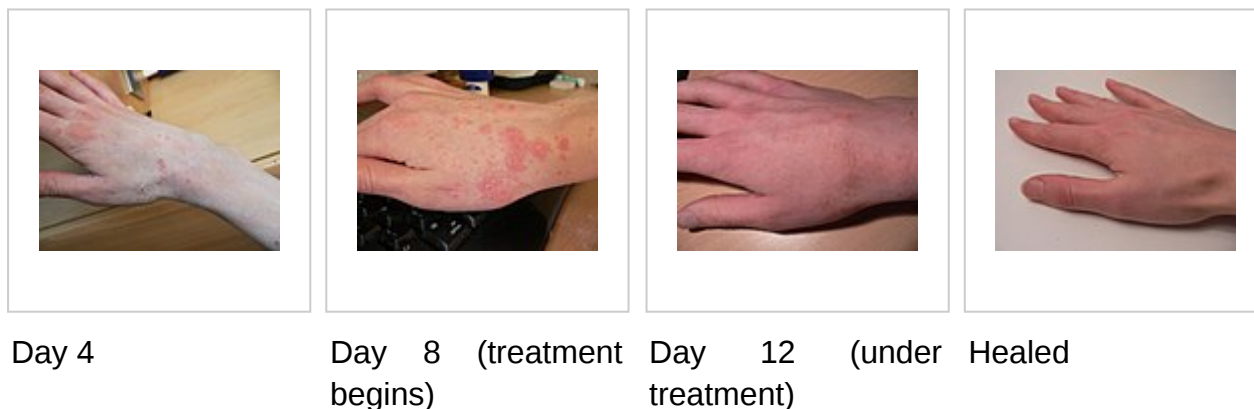 Day 4
Day 8 (treatment
begins)
Day 12 (under
treatment)
Healed